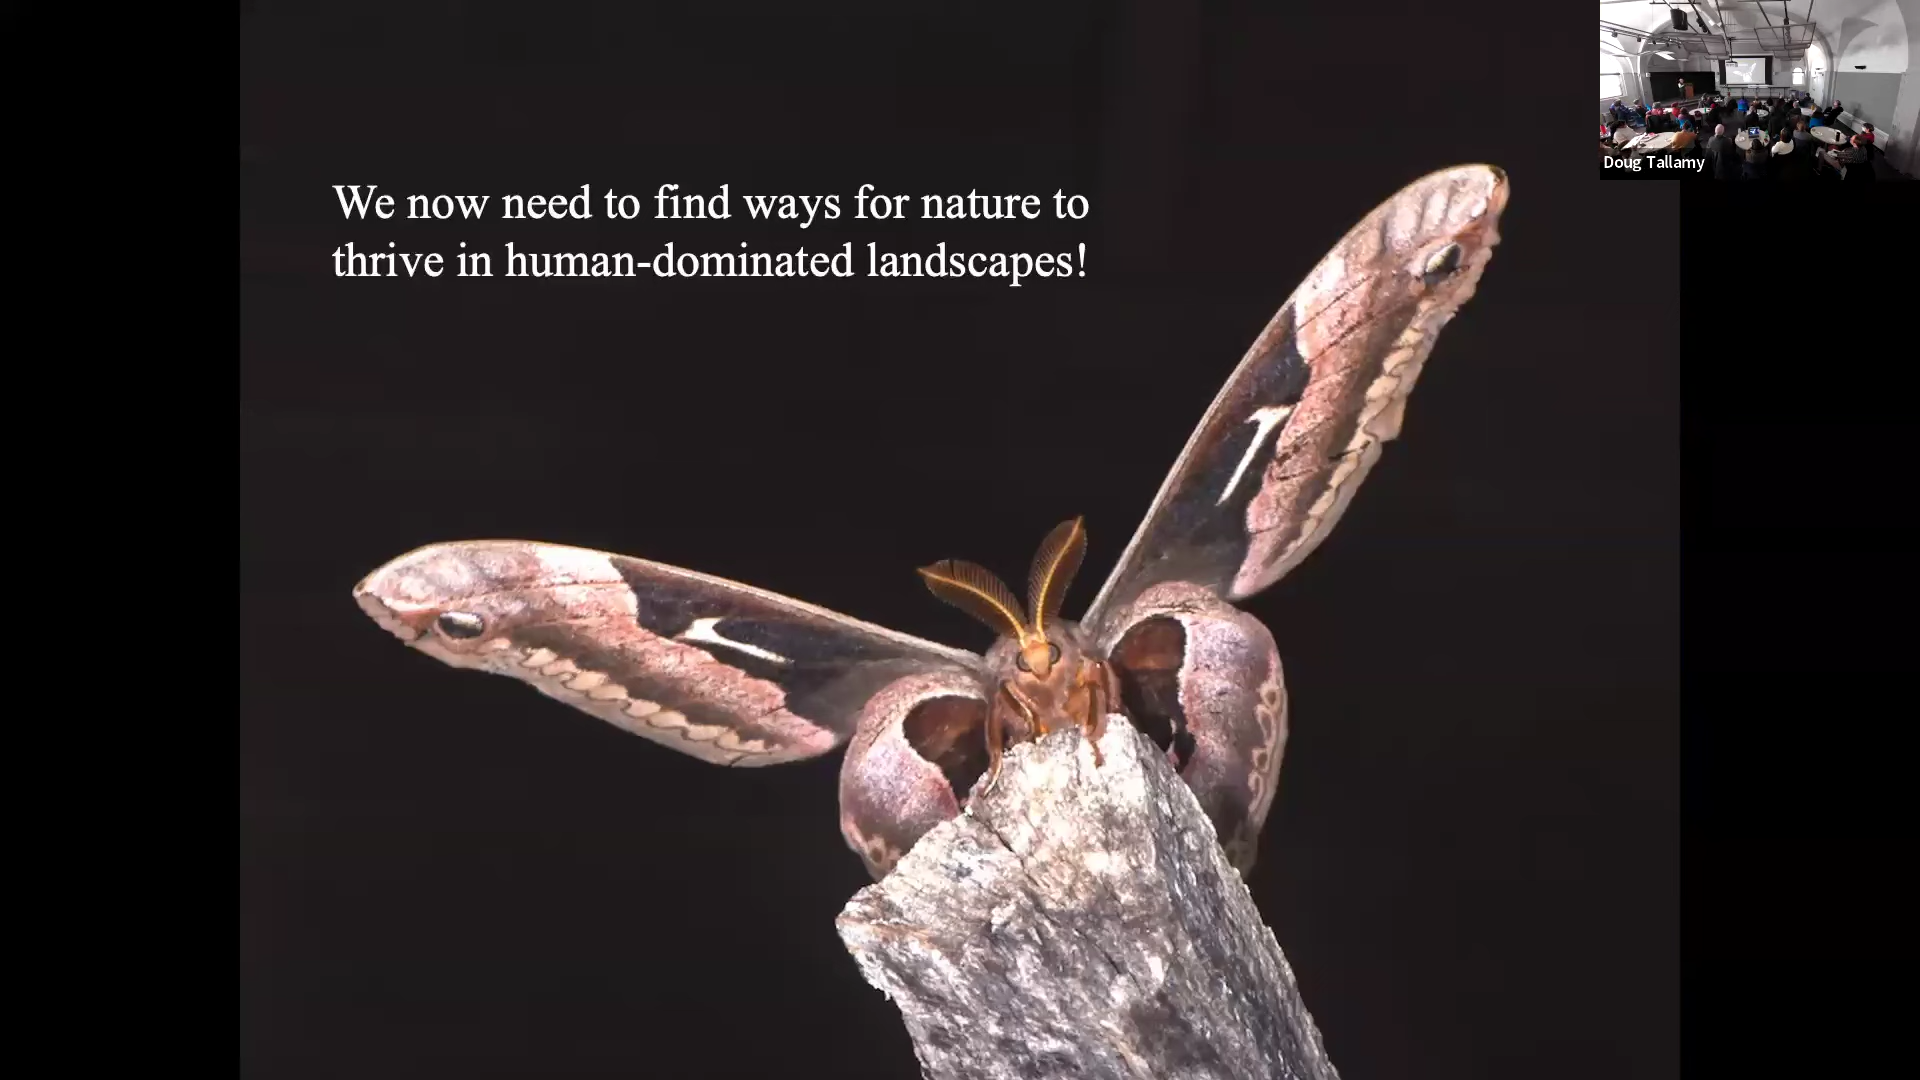 We now need to find ways for nature to
thrive in human-dominated landscapes!
Doug Tallamy